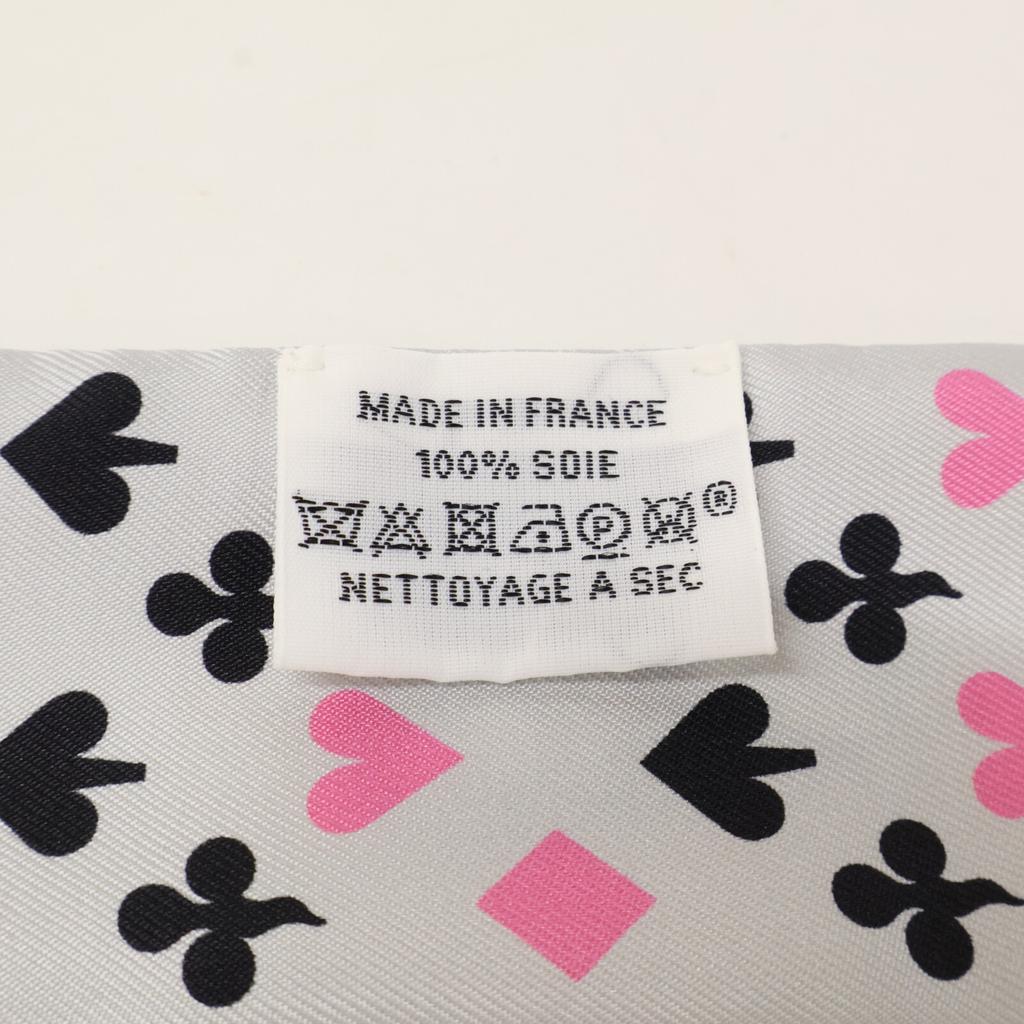 MADE IN FRANCE
100% SOIE
P W ®
NETTOYAGE A SEC